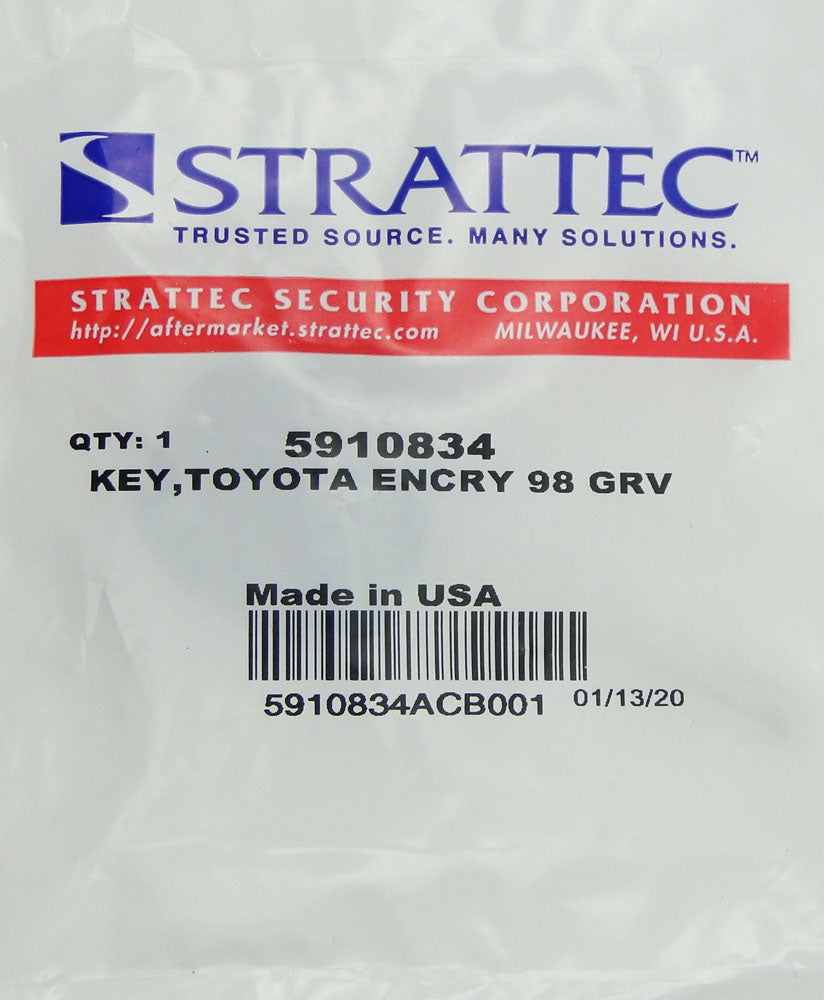 STRATTEC™
TRUSTED SOURCE. MANY SOLUTIONS.
STRATTEC SECURITY CORPORATION
http://aftermarket.strattec.com MILWAUKEE, WI U.S.A.
QTY: 1 5910834
KEY,TOYOTA ENCRY 98 GRV
Made in USA
5910834ACB001 01/13/20